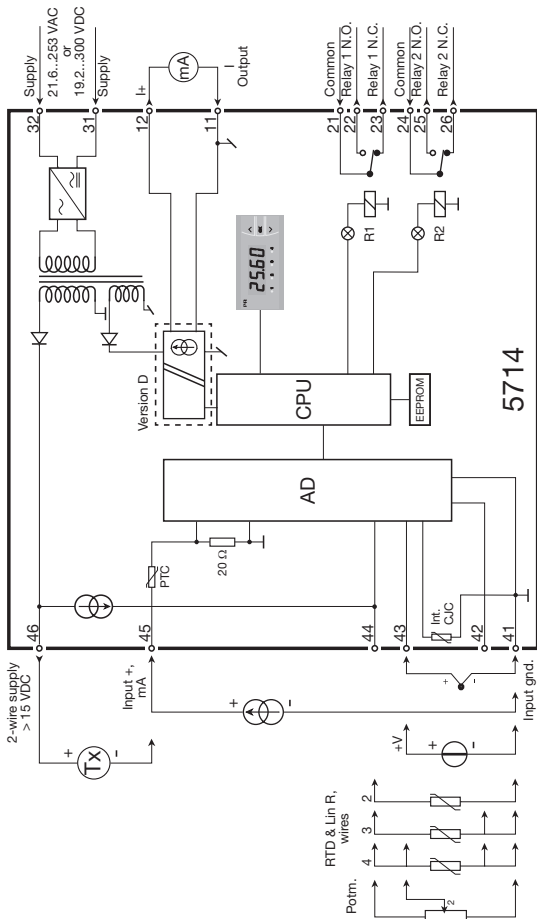 2-wire supply
> 15 VDC
+
Tx
-
Input +,
mA
+
-
+V
+
-
RTD & Lin R,
wires
2
3
4
Potm.
2
Input gnd.
+
-
46
45
44
43
42
41
PTC
20 Ω
Int.
CJC
AD
CPU
EEPROM
Version D
PR
25.60
R1
R2
5714
32
31
12
11
21
22
23
24
25
26
Supply
21.6...253 VAC
or
19.2...300 VDC
Supply
I+
mA
I
Output
Common
Relay 1 N.O.
Relay 1 N.C.
Common
Relay 2 N.O.
Relay 2 N.C.